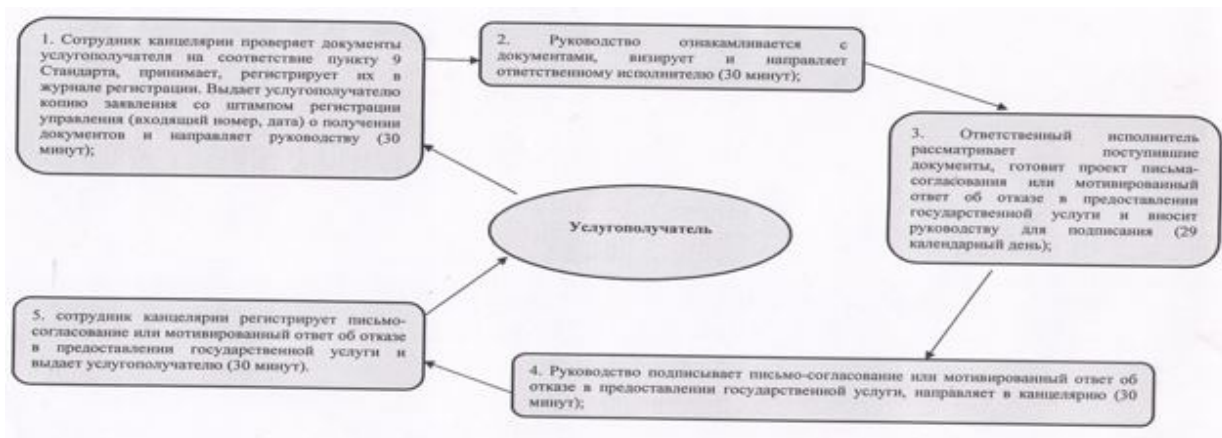 1. Сотрудник канцелярии проверяет документы
услугополучателя на соответствие пункту 9
Стандарта, принимает, регистрирует их в
журнале регистрации. Выдает услугополучателю
копию заявления со штампом регистрации
управления (входящий номер, дата) о получении
документов и направляет руководству (30
минут);
2. Руководство ознакамливается с
документами, визирует и направляет
ответственному исполнителю (30 минут);
3. Ответственный исполнитель
рассматривает поступившие
документы, готовит проект письма-
согласования или мотивированный
ответ об отказе в предоставлении
государственной услуги и вносит
руководству для подписания (29
календарный день);
Услугополучатель
4. Руководство подписывает письмо-согласование или мотивированный ответ об
отказе в предоставлении государственной услуги, направляет в канцелярию (30
минут);
5. сотрудник канцелярии регистрирует письмо-
согласование или мотивированный ответ об отказе
в предоставлении государственной услуги и
выдает услугополучателю (30 минут).